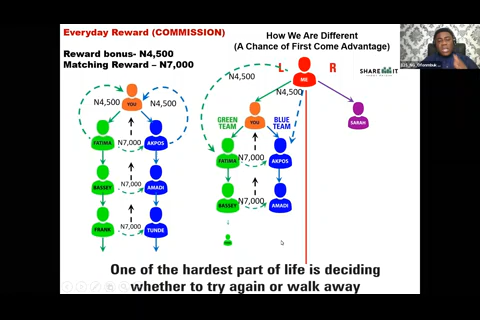 Everyday Reward (COMMISSION)
Reward bonus- N4,500
Matching Reward – N7,000
How We Are Different
(A Chance of First Come Advantage)
L R
SHARE IT
ME
N4,500
N4,500
N4,500
N4,500
YOU
GREEN TEAM
YOU
BLUE TEAM
SARAH
FATIMA
N7,000
AKPOS
FATIMA
N7,000
AKPOS
BASSEY
N7,000
AMADI
BASSEY
N7,000
AMADI
FRANK
N7,000
TUNDE
One of the hardest part of life is deciding
whether to try again or walk away